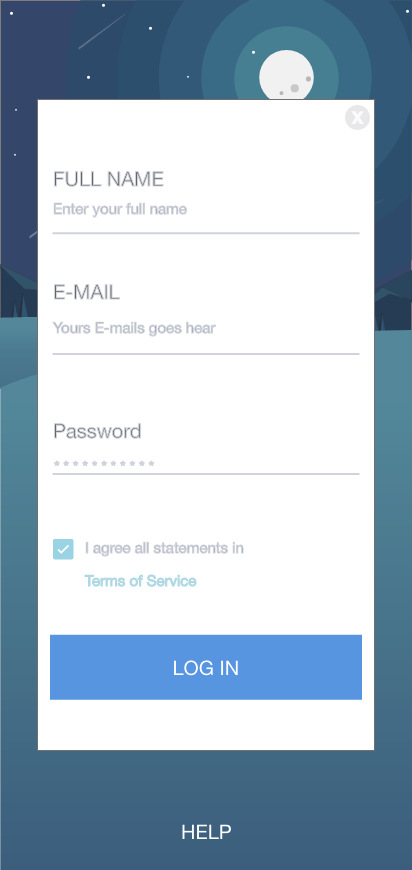 X
FULL NAME
Enter your full name
E-MAIL
Yours E-mails goes hear
Password
***********
I agree all statements in
Terms of Service
LOG IN
HELP